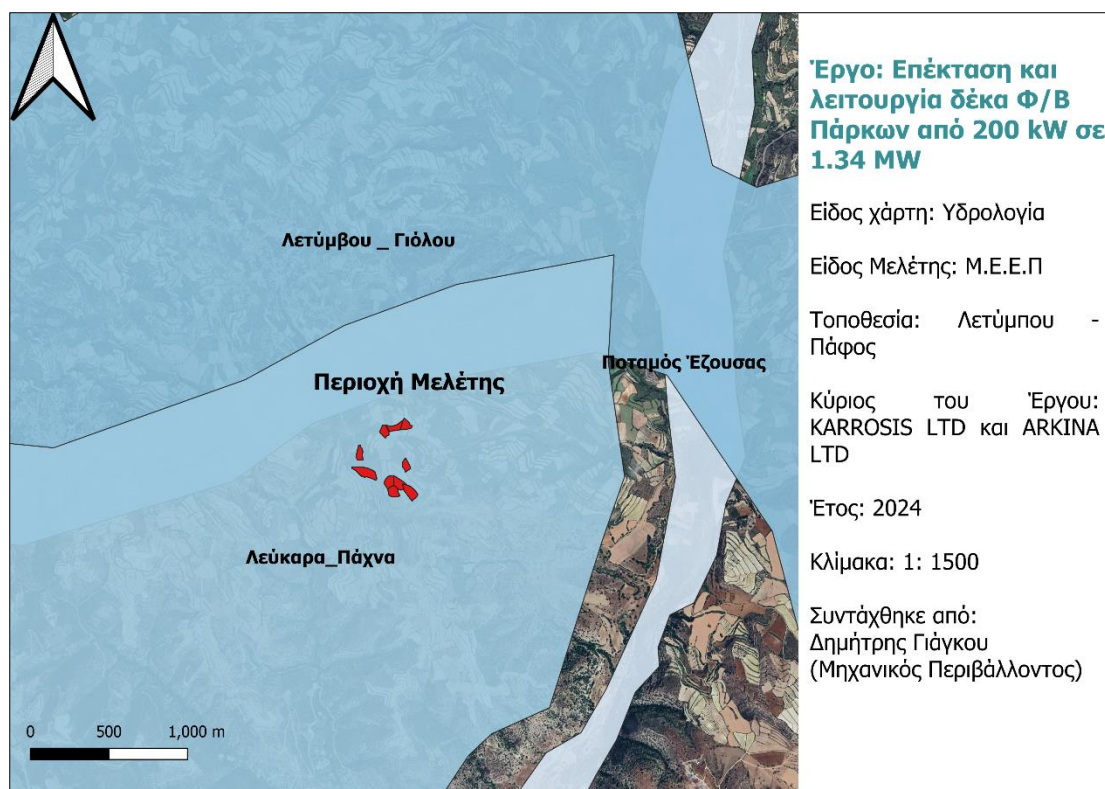 Έργο: Επέκταση και
λειτουργία δέκα Φ/Β
Πάρκων από 200 kW σε
1.34 MW
Είδος χάρτη: Υδρολογία
Είδος Μελέτης: Μ.Ε.Ε.Π
Τοποθεσία: Λετύμπου -
Πάφος
Κύριος του Έργου:
KARROSIS LTD και ARKINA
LTD
Έτος: 2024
Κλίμακα: 1: 1500
Συντάχθηκε από:
Δημήτρης Γιάγκου
(Μηχανικός Περιβάλλοντος)
Λετύμβου _ Γιόλου
Ποταμός Έζουσας
Περιοχή Μελέτης
Λεύκαρα_Πάχνα
0 500 1,000 m